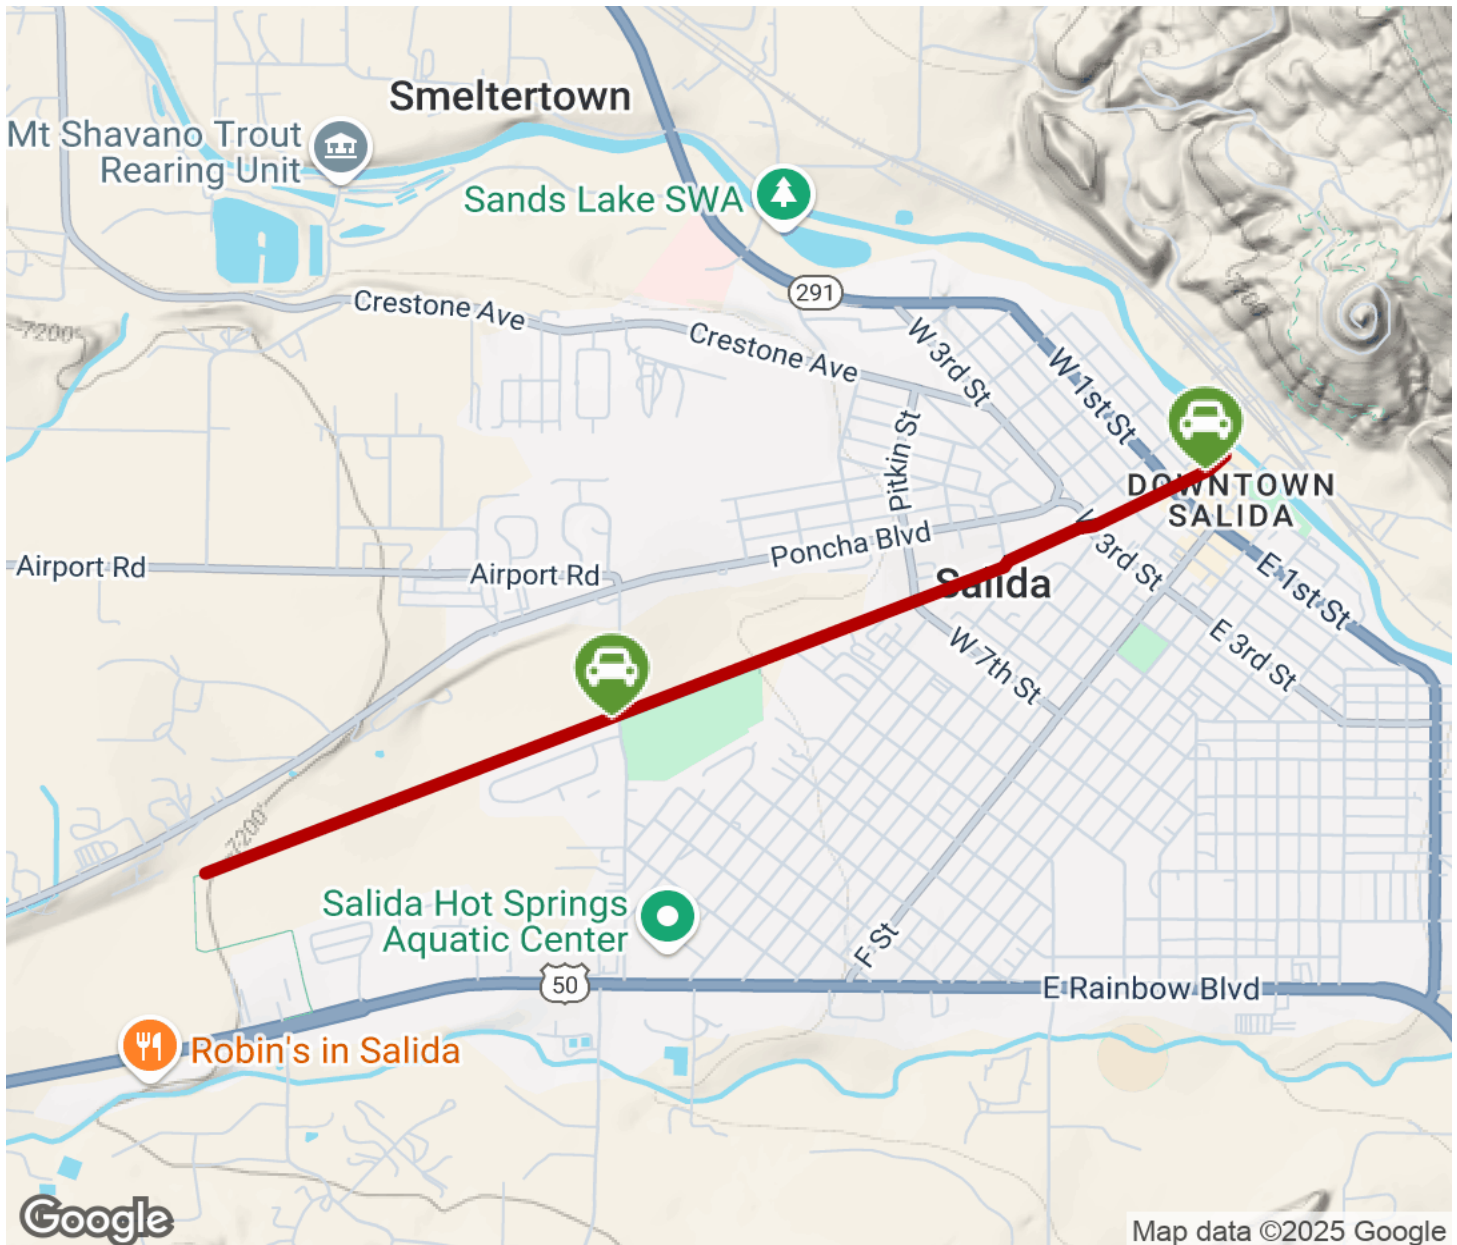 Smeltertown
Mt Shavano Trout
Rearing Unit
Sands Lake SWA
291
7200
Crestone Ave
7200'
Crestone Ave
W 3rd St
W 1st St
Pitkin St
DOWNTOWN
SALIDA
Poncha Blvd
W 3rd St
E 1st St
Airport Rd
Airport Rd
Salida
E 3rd St
W 7th St
7200'
Salida Hot Springs
Aquatic Center
F St
50
E Rainbow Blvd
Robin's in Salida
Google
Map data ©2025 Google